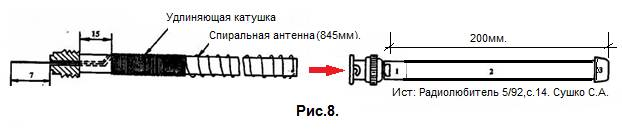 Удлиняющая катушка
Спиральная антенна (845мм).
200мм.
15
7
1
2
3
Ист: Радиолюбитель 5/92,с.14. Сушко С.А.
Рис.8.